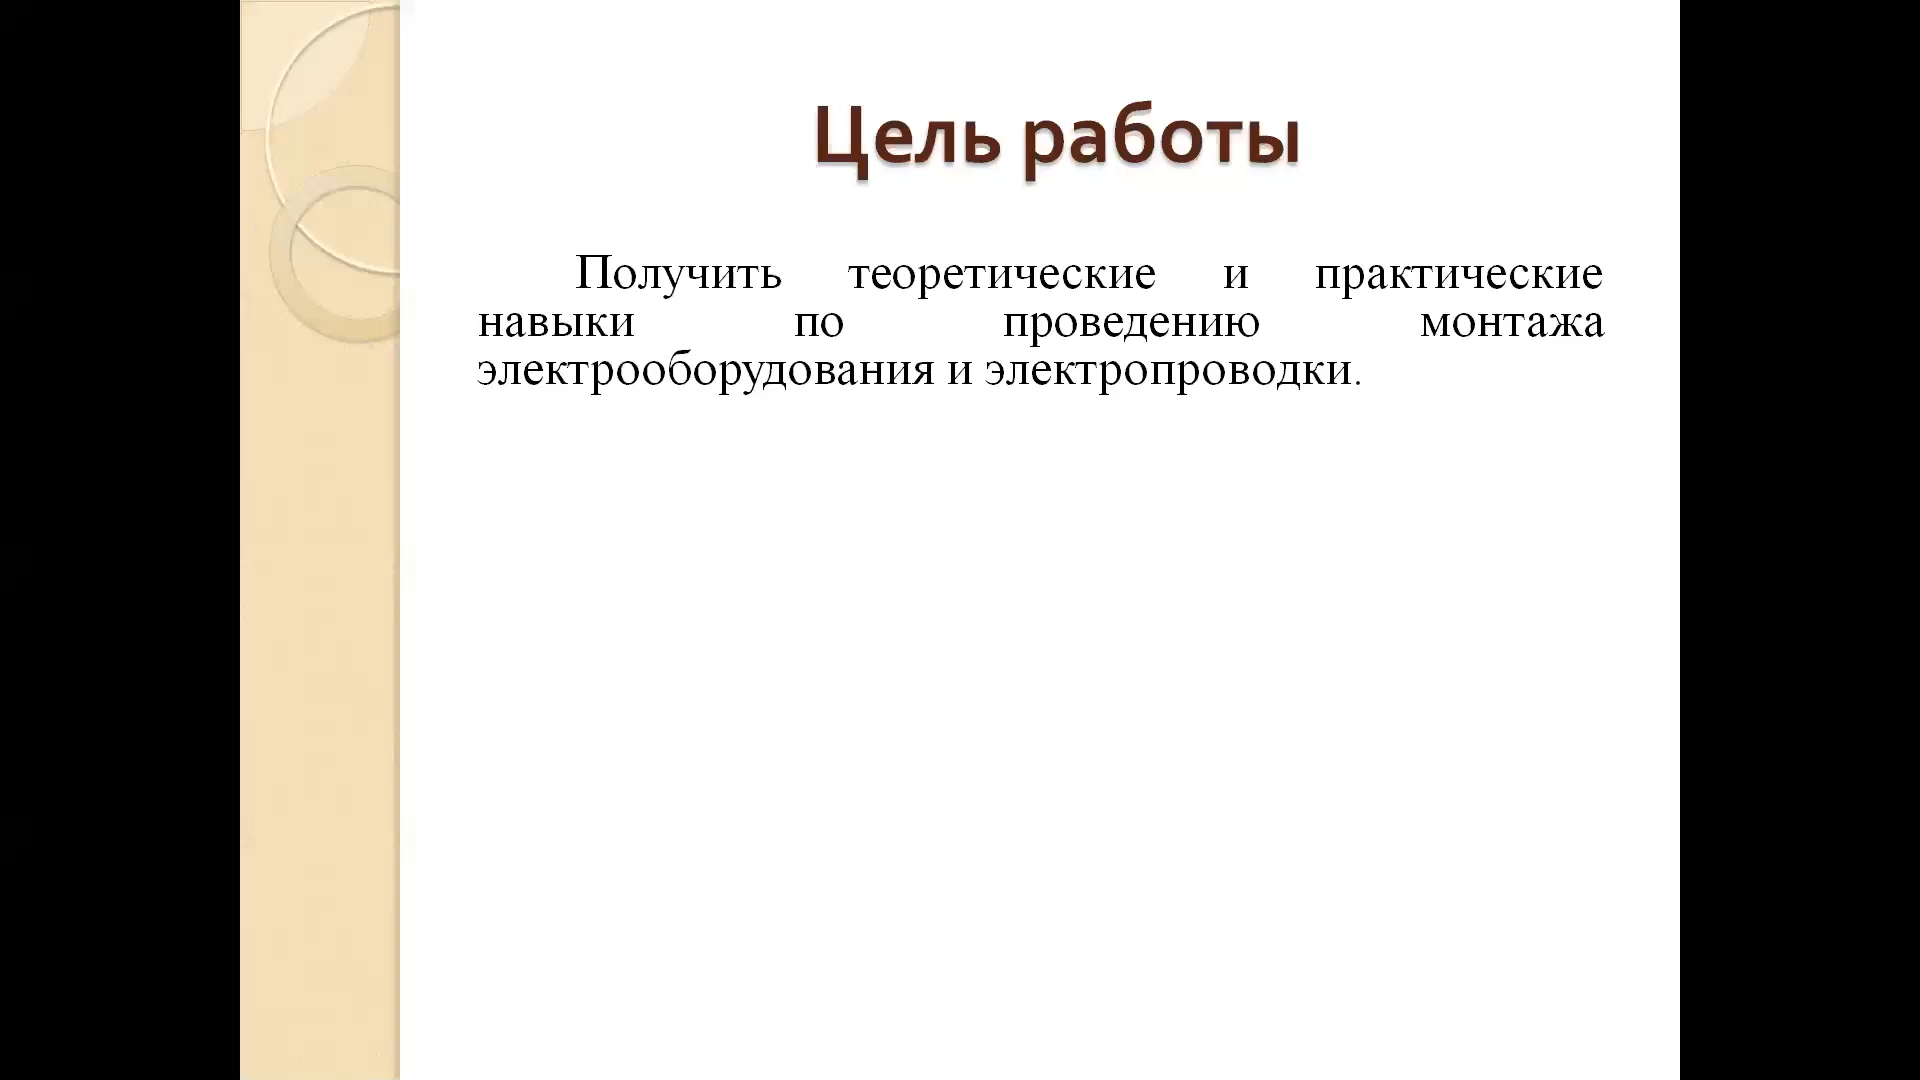 Цель работы
Получить теоретические и практические
навыки по проведению монтажа
электрооборудования и электропроводки.